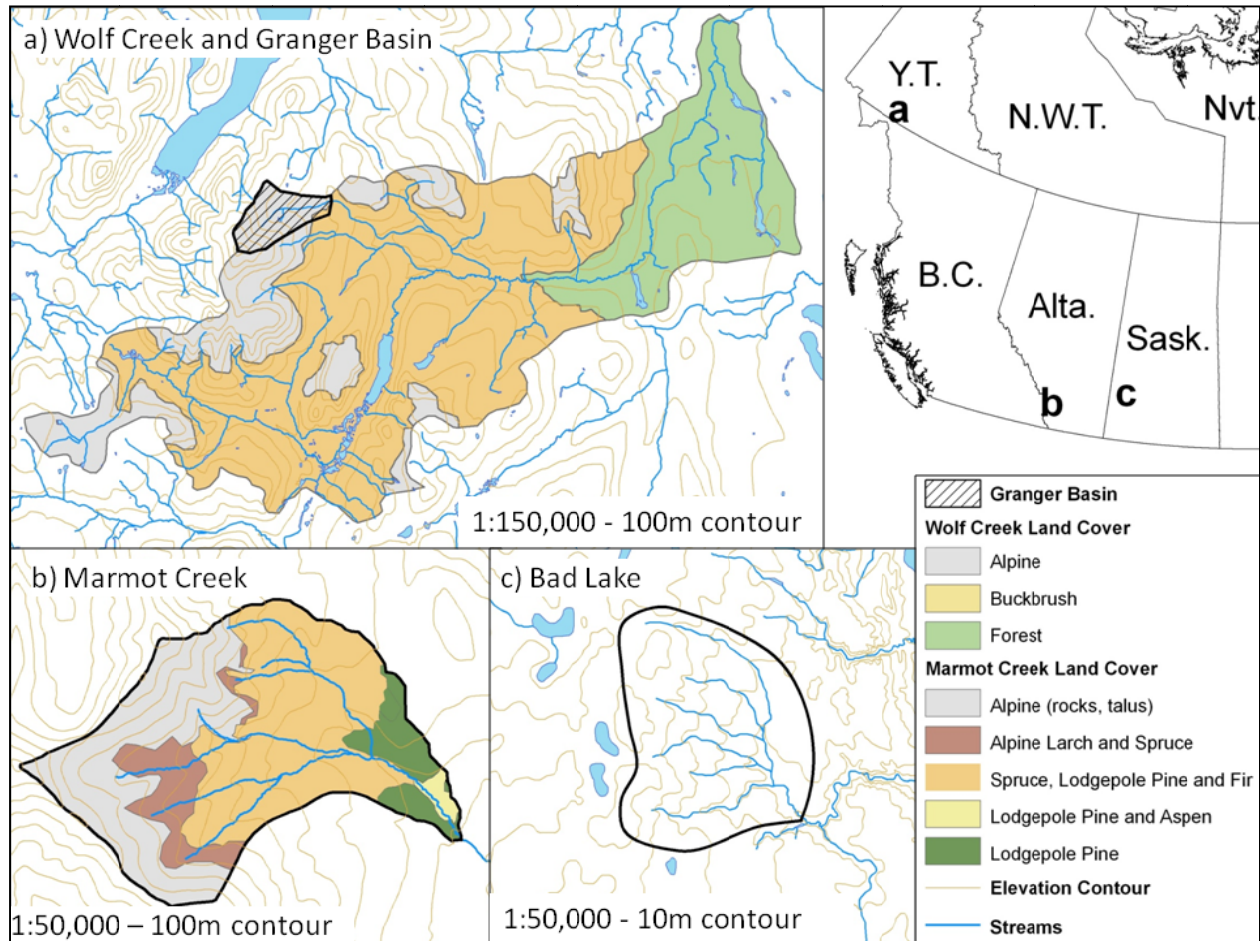 a) Wolf Creek and Granger Basin
1:150,000 - 100m contour
Y.T.
a
N.W.T.
Nvt.
B.C.
Alta.
Sask.
b
c
b) Marmot Creek
1:50,000 – 100m contour
c) Bad Lake
1:50,000 - 10m contour
Granger Basin
Wolf Creek Land Cover
Alpine
Buckbrush
Forest
Marmot Creek Land Cover
Alpine (rocks, talus)
Alpine Larch and Spruce
Spruce, Lodgepole Pine and Fir
Lodgepole Pine and Aspen
Lodgepole Pine
Elevation Contour
Streams